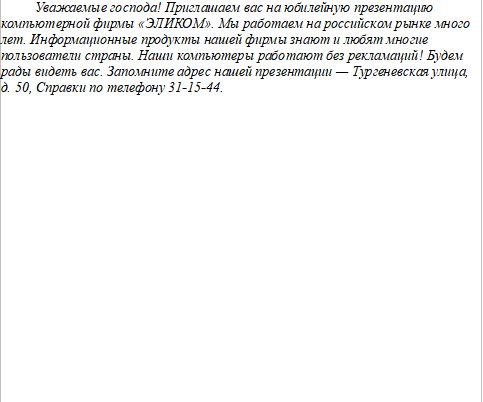 Уважаемые господа! Приглашаем вас на юбилейную презентацию
компьютерной фирмы «ЭЛИКОМ». Мы работаем на российском рынке много
лет. Информационные продукты нашей фирмы знают и любят многие
пользователи страны. Наши компьютеры работают без рекламаций! Будем
рады видеть вас. Запомните адрес нашей презентации — Тургеневская улица,
д. 50, Справки по телефону 31-15-44.